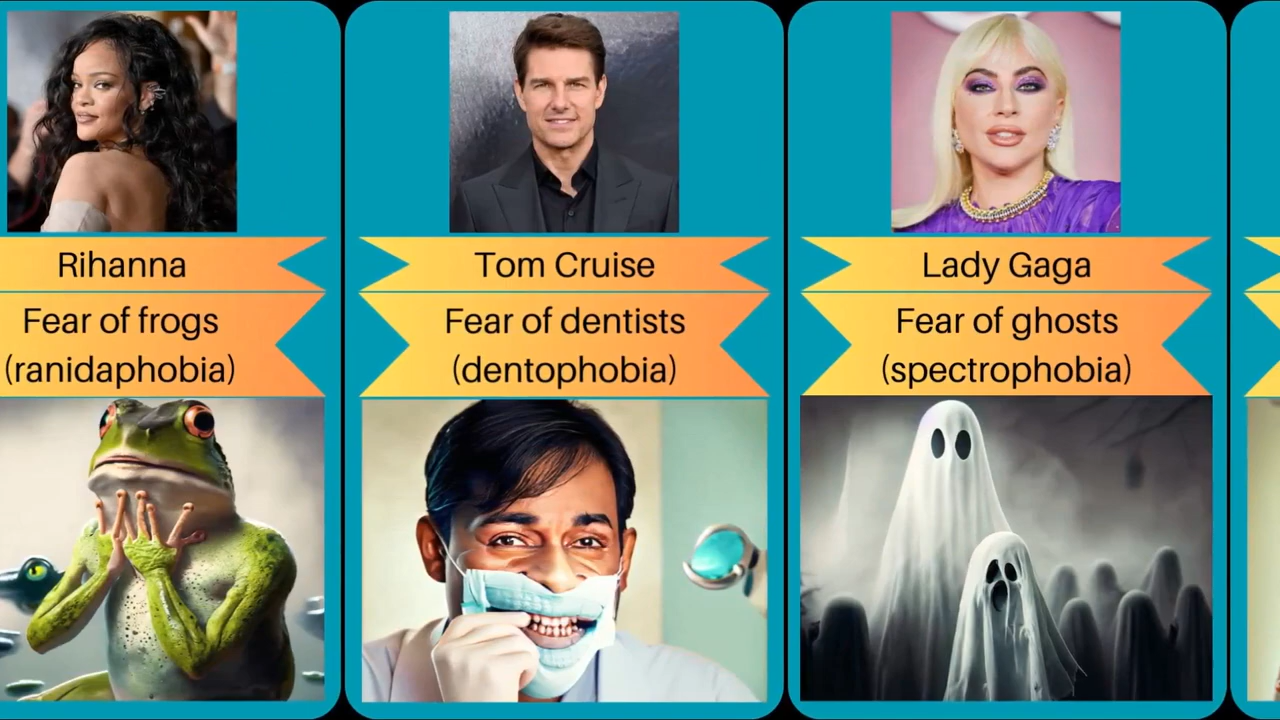 Rihanna
Fear of frogs
(ranidaphobia)
Tom Cruise
Fear of dentists
(dentophobia)
Lady Gaga
Fear of ghosts
(spectrophobia)